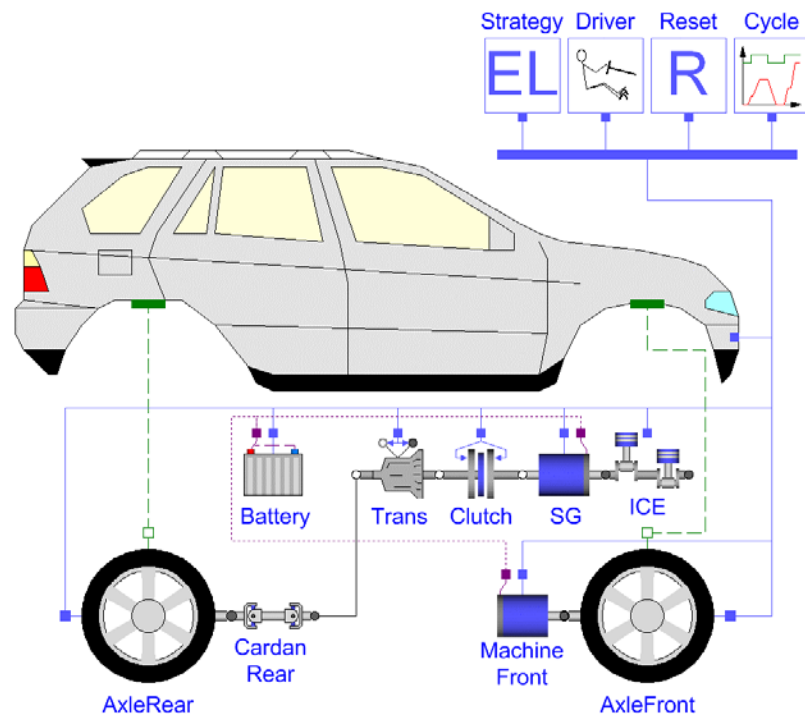 Strategy
Driver
Reset
Cycle
EL
R
Battery
Trans
Clutch
SG
ICE
Cardan
Rear
Machine
Front
AxleRear
AxleFront